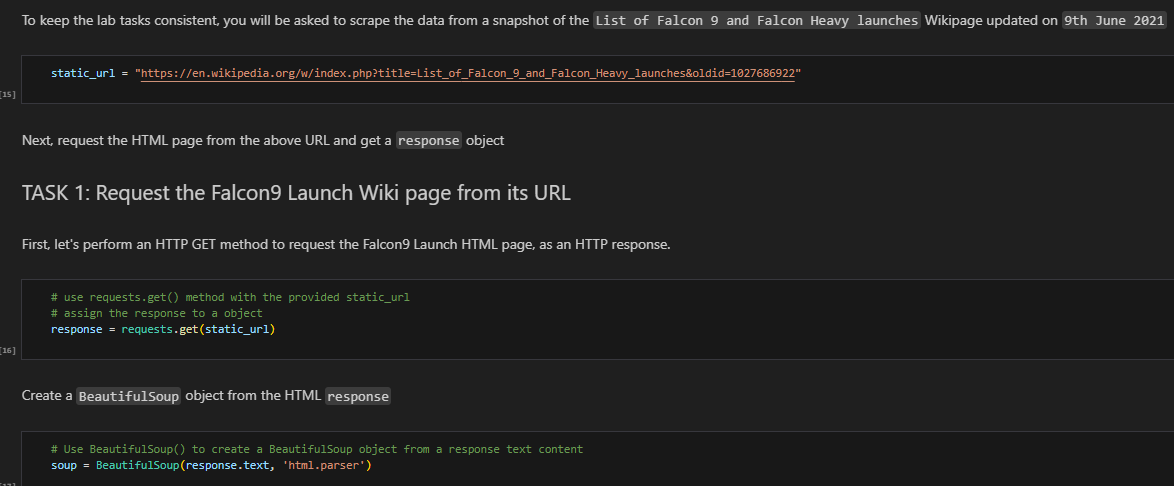 To keep the lab tasks consistent, you will be asked to scrape the data from a snapshot of the List of Falcon 9 and Falcon Heavy launches Wikipage updated on 9th June 2021
static_url = "https://en.wikipedia.org/w/index.php?title=List_of_Falcon_9_and_Falcon_Heavy_launches&oldid=1027686922"
[15]
Next, request the HTML page from the above URL and get a response object
TASK 1: Request the Falcon9 Launch Wiki page from its URL
First, let's perform an HTTP GET method to request the Falcon9 Launch HTML page, as an HTTP response.
# use requests.get() method with the provided static_url
# assign the response to a object
response = requests.get(static_url)
[16]
Create a BeautifulSoup object from the HTML response
# Use BeautifulSoup() to create a BeautifulSoup object from a response text content
soup = BeautifulSoup(response.text, 'html.parser')